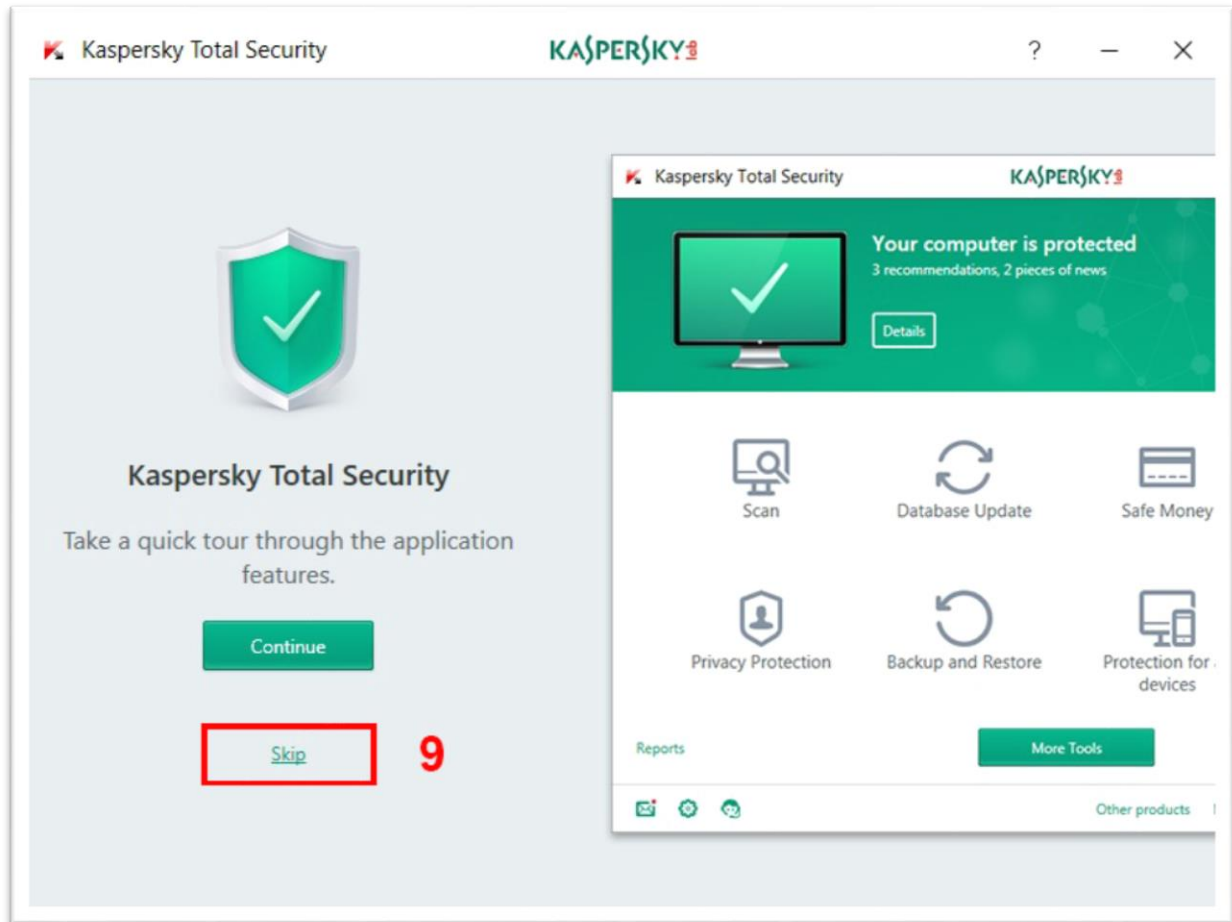 Kaspersky Total Security
KASPERSKY lab
?
Kaspersky Total Security
Take a quick tour through the application
features.
Continue
Skip
9
Kaspersky Total Security
KASPERSKY lab
Your computer is protected
3 recommendations, 2 pieces of news
Details
Scan
Database Update
Safe Money
Privacy Protection
Backup and Restore
Protection for
devices
Reports
More Tools
Other products